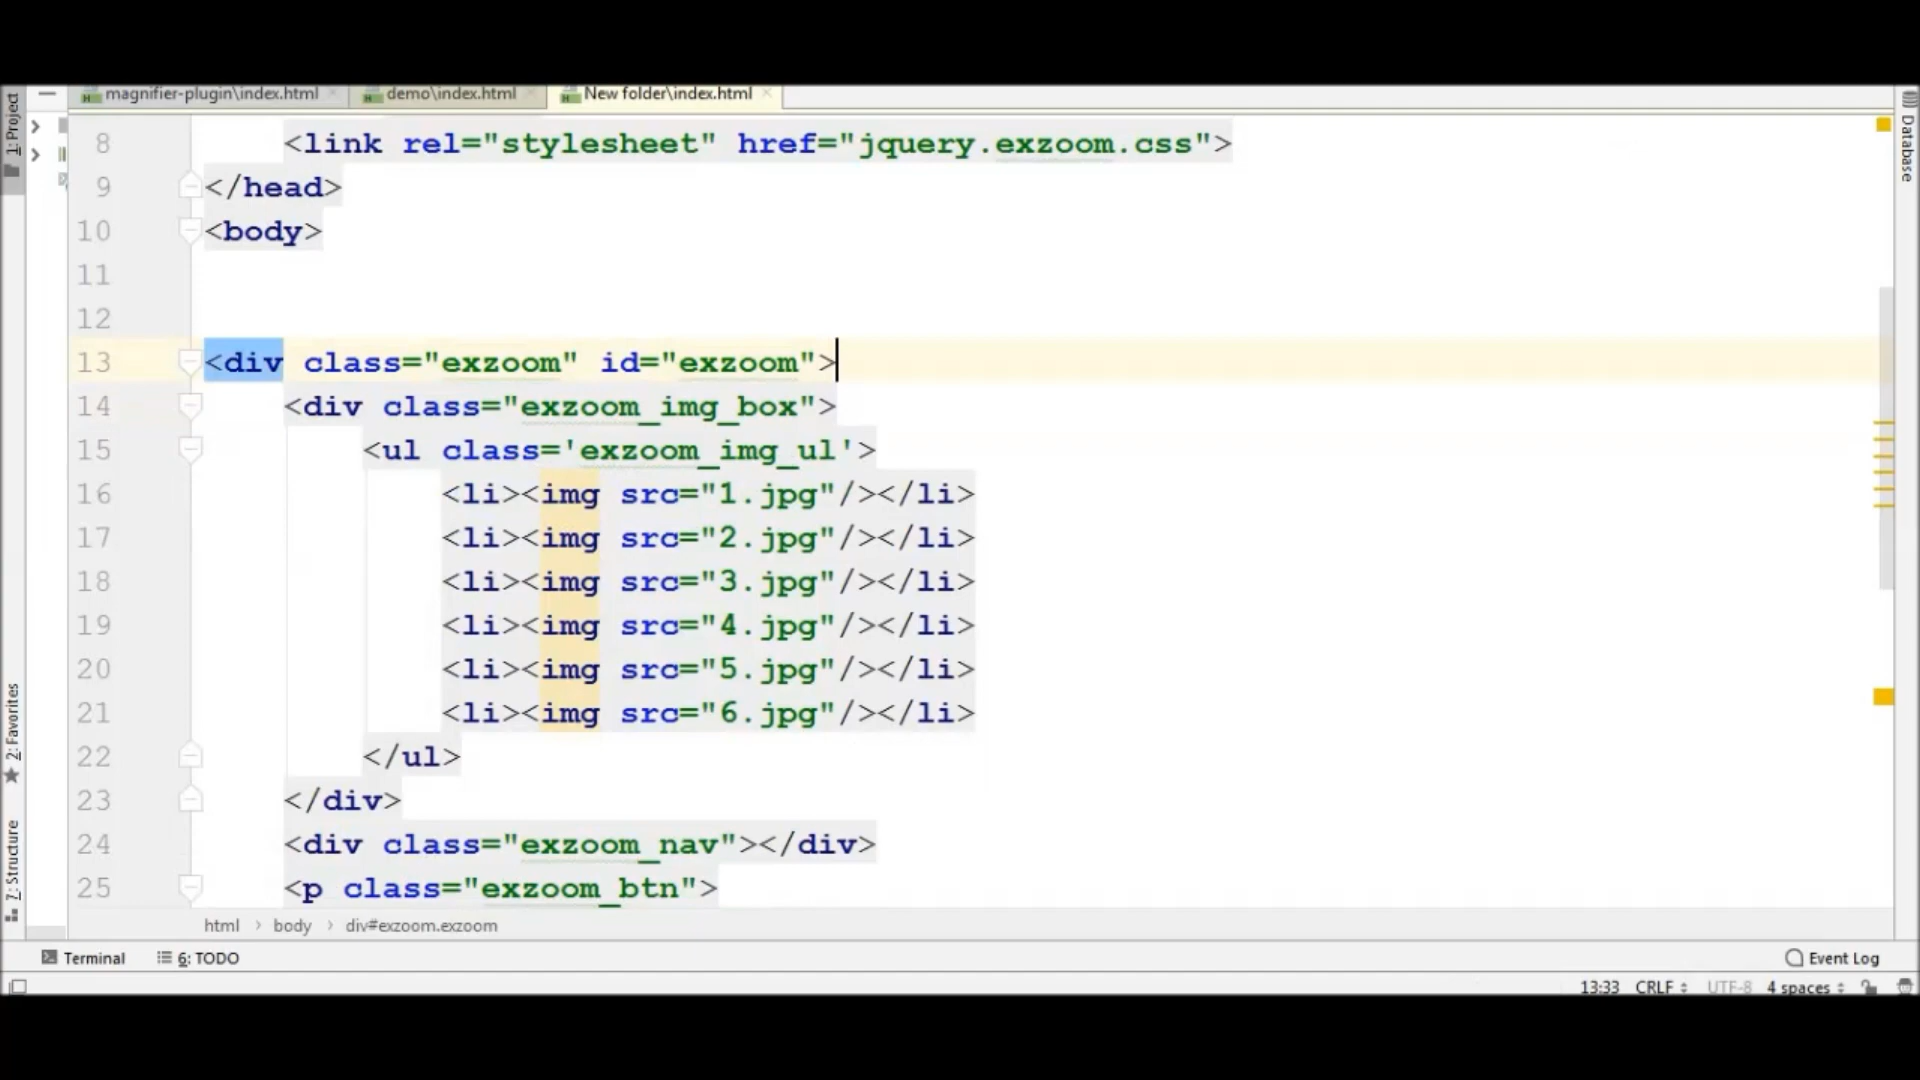 magnifier-plugin\index.html
demo\index.html
New folder\index.html
1: Project
Database
8 <link rel="stylesheet" href="jquery.exzoom.css">
9 </head>
10 <body>
11
12
13 <div class="exzoom" id="exzoom">
14 <div class="exzoom_img_box">
15 <ul class='exzoom_img_ul'>
16 <li><img src="1.jpg"/></li>
17 <li><img src="2.jpg"/></li>
18 <li><img src="3.jpg"/></li>
19 <li><img src="4.jpg"/></li>
20 <li><img src="5.jpg"/></li>
21 <li><img src="6.jpg"/></li>
22 </ul>
23 </div>
24 <div class="exzoom_nav"></div>
25 <p class="exzoom_btn">
2: Favorites
7: Structure
html › body › div#exzoom.exzoom
Terminal 6: TODO
Event Log
13:33 CRLF UTF-8 4 spaces